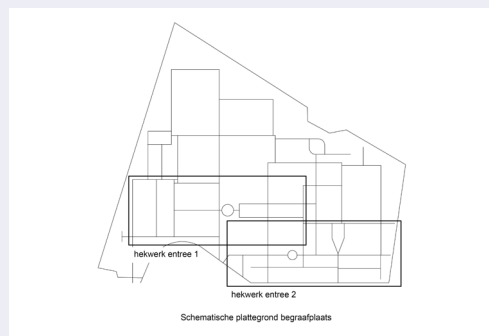 hekwerk entree 1
hekwerk entree 2
Schematische plattegrond begraafplaats